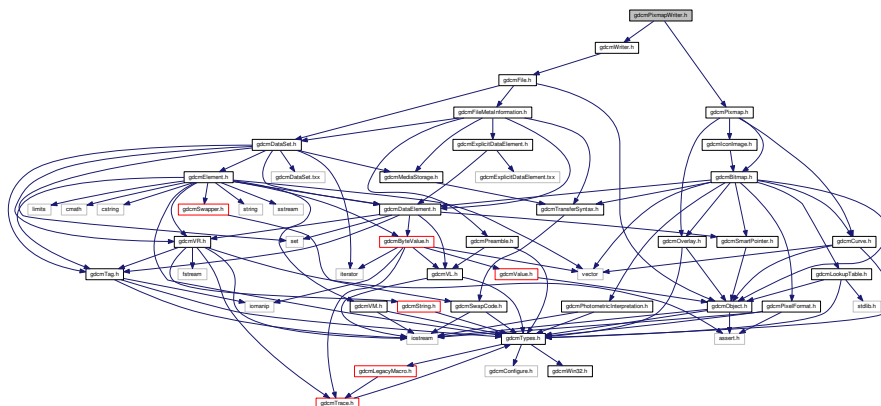 gdcmPixmapWriter.h
gdcmWriter.h
gdcmFile.h
gdcmFileMetaInformation.h
gdcmPixmap.h
gdcmDataSet.h
gdcmExplicitDataElement.h
gdcmIconImage.h
gdcmElement.h
gdcmDataSet.txx
gdcmMediaStorage.h
gdcmExplicitDataElement.txx
gdcmBitmap.h
limits
cmath
cstring
gdcmSwapper.h
string
sstream
gdcmDataElement.h
gdcmTransferSyntax.h
gdcmVR.h
set
gdcmByteValue.h
gdcmPreamble.h
gdcmOverlay.h
gdcmSmartPointer.h
gdcmCurve.h
gdcmTag.h
fstream
iterator
gdcmVL.h
gdcmValue.h
vector
gdcmLookupTable.h
iomanip
gdcmVM.h
gdcmString.h
gdcmSwapCode.h
gdcmPhotometricInterpretation.h
gdcmObject.h
gdcmPixelFormat.h
stdlib.h
iostream
gdcmTypes.h
assert.h
gdcmLegacyMacro.h
gdcmConfigure.h
gdcmWin32.h
gdcmTrace.h